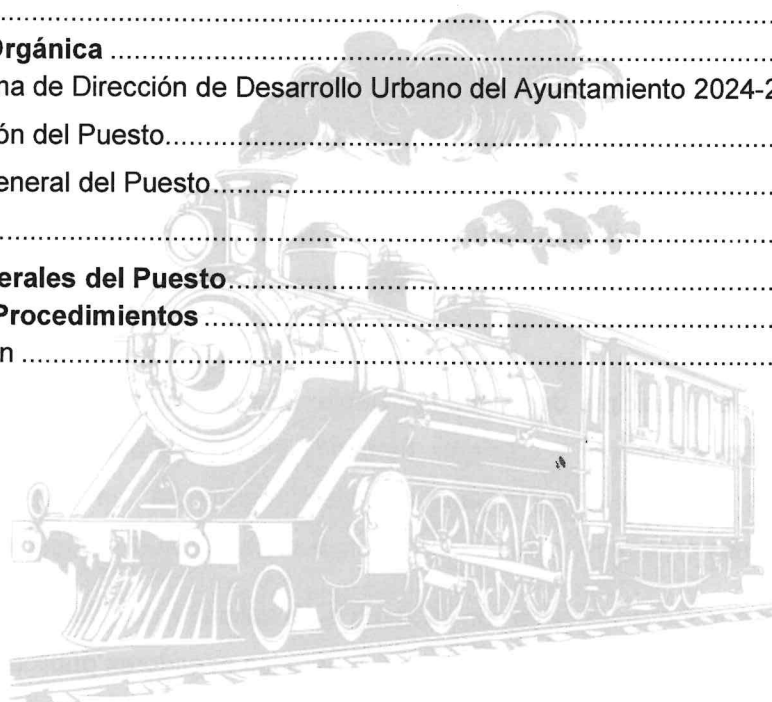 Orgánica
ma de Dirección de Desarrollo Urbano del Ayuntamiento 2024-2
ón del Puesto
eneral del Puesto
erales del Puesto
Procedimientos
n